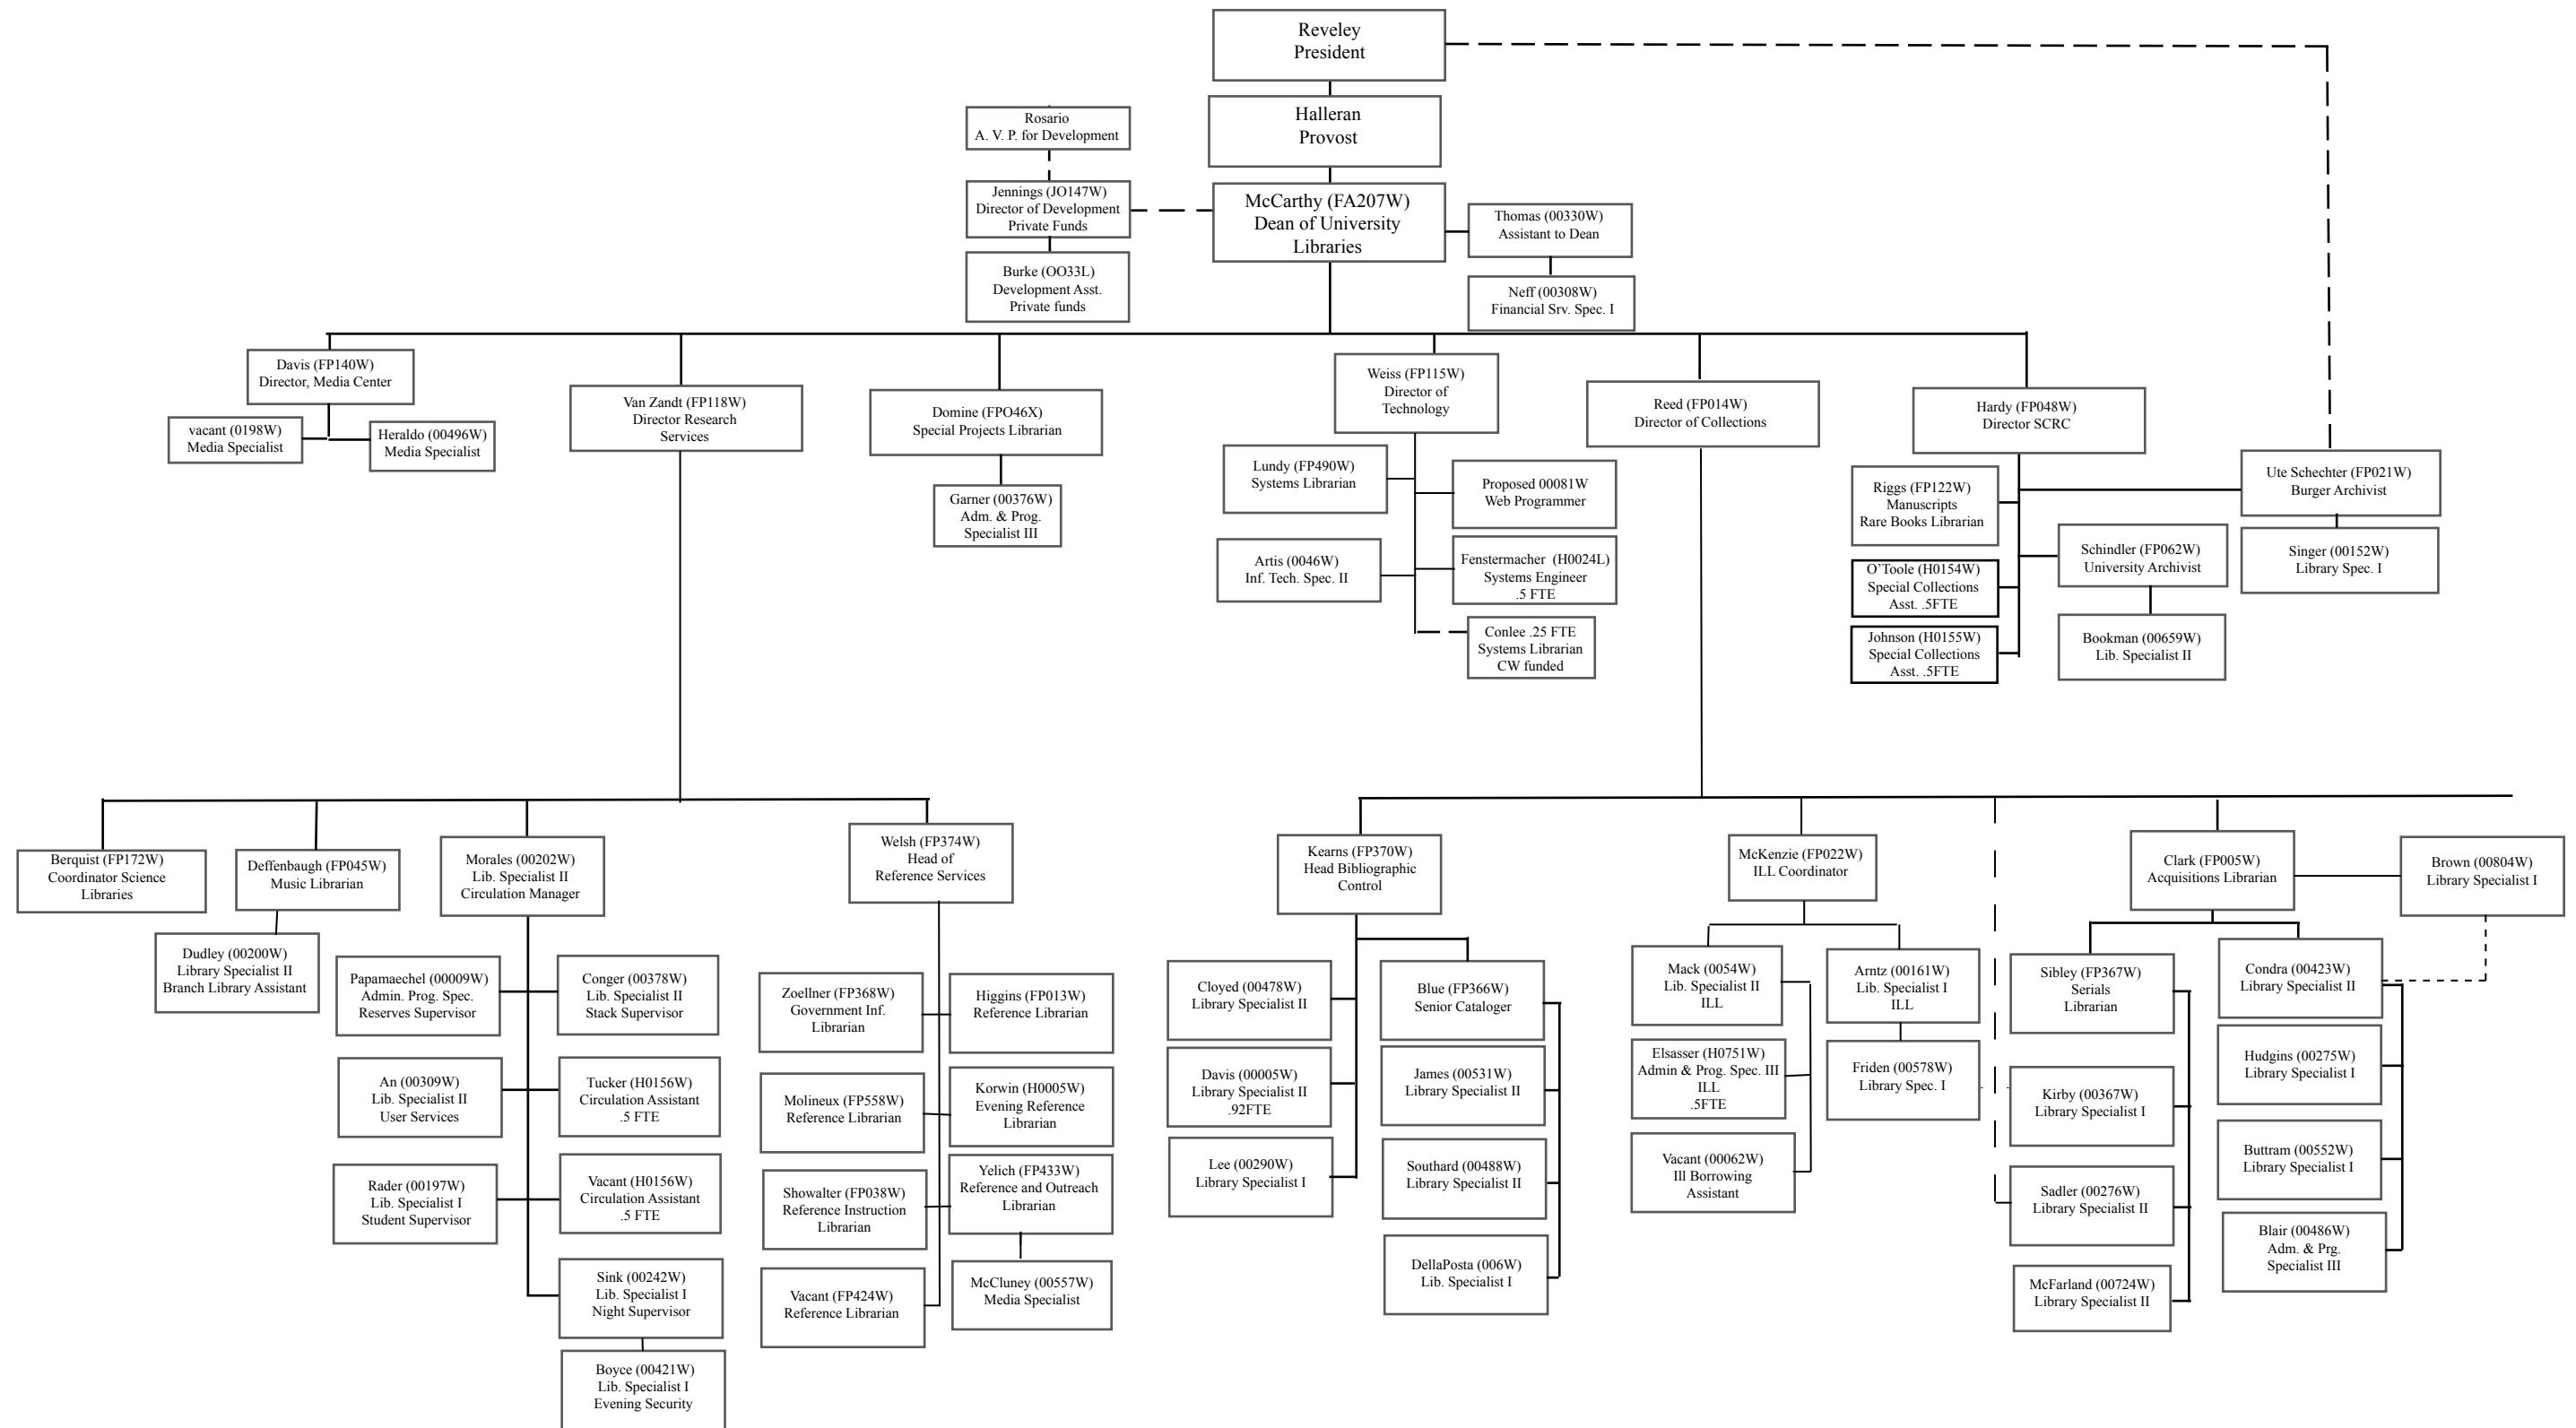 Reveley
President
Halleran
Provost
Rosario
A. V. P. for Development
Jennings (JO147W)
Director of Development
Private Funds
McCarthy (FA207W)
Dean of University
Libraries
Thomas (00330W)
Assistant to Dean
Burke (OO33L)
Development Asst.
Private funds
Neff (00308W)
Financial Srv. Spec. I
Davis (FP140W)
Director, Media Center
vacant (0198W)
Media Specialist
Heraldo (00496W)
Media Specialist
Van Zandt (FP118W)
Director Research
Services
Domine (FPO46X)
Special Projects Librarian
Garner (00376W)
Adm. & Prog.
Specialist III
Weiss (FP115W)
Director of
Technology
Lundy (FP490W)
Systems Librarian
Proposed 00081W
Web Programmer
Artis (0046W)
Inf. Tech. Spec. II
Fenstermacher (H0024L)
Systems Engineer
.5 FTE
Conlee .25 FTE
Systems Librarian
CW funded
Reed (FP014W)
Director of Collections
Hardy (FP048W)
Director SCRC
Riggs (FP122W)
Manuscripts
Rare Books Librarian
Ute Schechter (FP021W)
Burger Archivist
Singer (00152W)
Library Spec. I
Schindler (FP062W)
University Archivist
O'Toole (H0154W)
Special Collections
Asst. .5FTE
Bookman (00659W)
Lib. Specialist II
Johnson (H0155W)
Special Collections
Asst. .5FTE
Berquist (FP172W)
Coordinator Science
Libraries
Deffenbaugh (FP045W)
Music Librarian
Dudley (00200W)
Library Specialist II
Branch Library Assistant
Morales (00202W)
Lib. Specialist II
Circulation Manager
Papamaechel (00009W)
Admin. Prog. Spec.
Reserves Supervisor
Conger (00378W)
Lib. Specialist II
Stack Supervisor
An (00309W)
Lib. Specialist II
User Services
Tucker (H0156W)
Circulation Assistant
.5 FTE
Rader (00197W)
Lib. Specialist I
Student Supervisor
Vacant (H0156W)
Circulation Assistant
.5 FTE
Sink (00242W)
Lib. Specialist I
Night Supervisor
Boyce (00421W)
Lib. Specialist I
Evening Security
Welsh (FP374W)
Head of
Reference Services
Zoellner (FP368W)
Government Inf.
Librarian
Higgins (FP013W)
Reference Librarian
Molineux (FP558W)
Reference Librarian
Korwin (H0005W)
Evening Reference
Librarian
Showalter (FP038W)
Reference Instruction
Librarian
Yelich (FP433W)
Reference and Outreach
Librarian
Vacant (FP424W)
Reference Librarian
McCluney (00557W)
Media Specialist
Kearns (FP370W)
Head Bibliographic
Control
Cloyed (00478W)
Library Specialist II
Blue (FP366W)
Senior Cataloger
Davis (00005W)
Library Specialist II
.92FTE
James (00531W)
Library Specialist II
Lee (00290W)
Library Specialist I
Southard (00488W)
Library Specialist II
DellaPosta (006W)
Lib. Specialist I
McKenzie (FP022W)
ILL Coordinator
Mack (0054W)
Lib. Specialist II
ILL
Arntz (00161W)
Lib. Specialist I
ILL
Elsasser (H0751W)
Admin & Prog. Spec. III
ILL
.5FTE
Friden (00578W)
Library Spec. I
Vacant (00062W)
Ill Borrowing
Assistant
Clark (FP005W)
Acquisitions Librarian
Brown (00804W)
Library Specialist I
Sibley (FP367W)
Serials
Librarian
Condra (00423W)
Library Specialist II
Kirby (00367W)
Library Specialist I
Hudgins (00275W)
Library Specialist I
Sadler (00276W)
Library Specialist II
Buttram (00552W)
Library Specialist I
McFarland (00724W)
Library Specialist II
Blair (00486W)
Adm. & Prg.
Specialist III